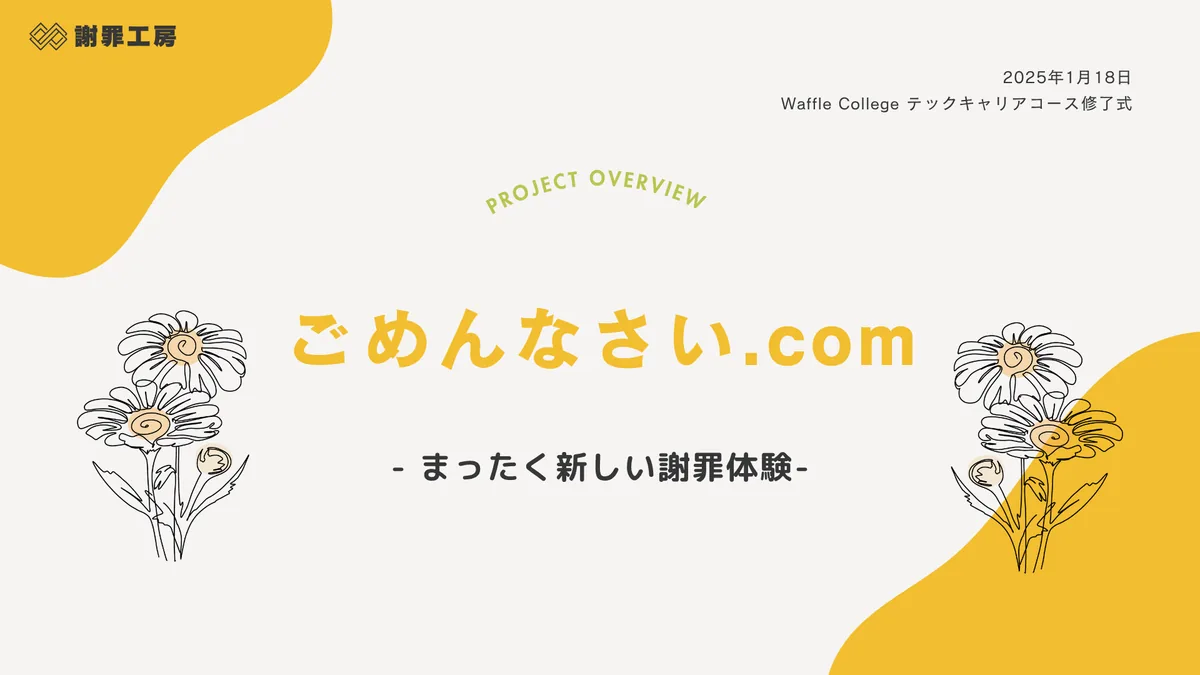 謝罪工房
2025年1月18日
Waffle College テックキャリアコース修了式
PROJECT OVERVIEW
ごめんなさい.com
- まったく新しい謝罪体験-